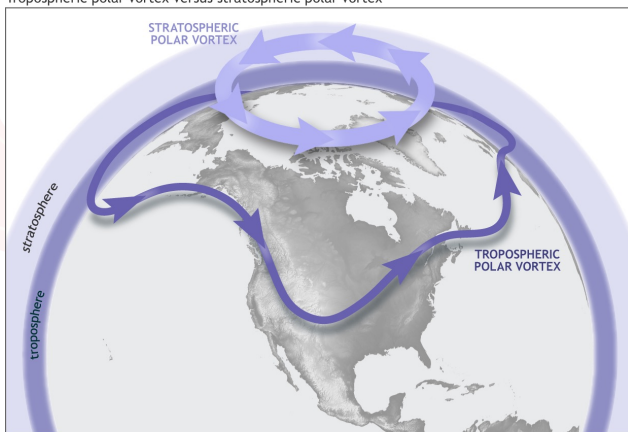 Tropospheric polar vortex versus stratospheric polar vortex
STRATOSPHERIC
POLAR VORTEX
stratosphere
troposphere
TROPOSPHERIC
POLAR VORTEX